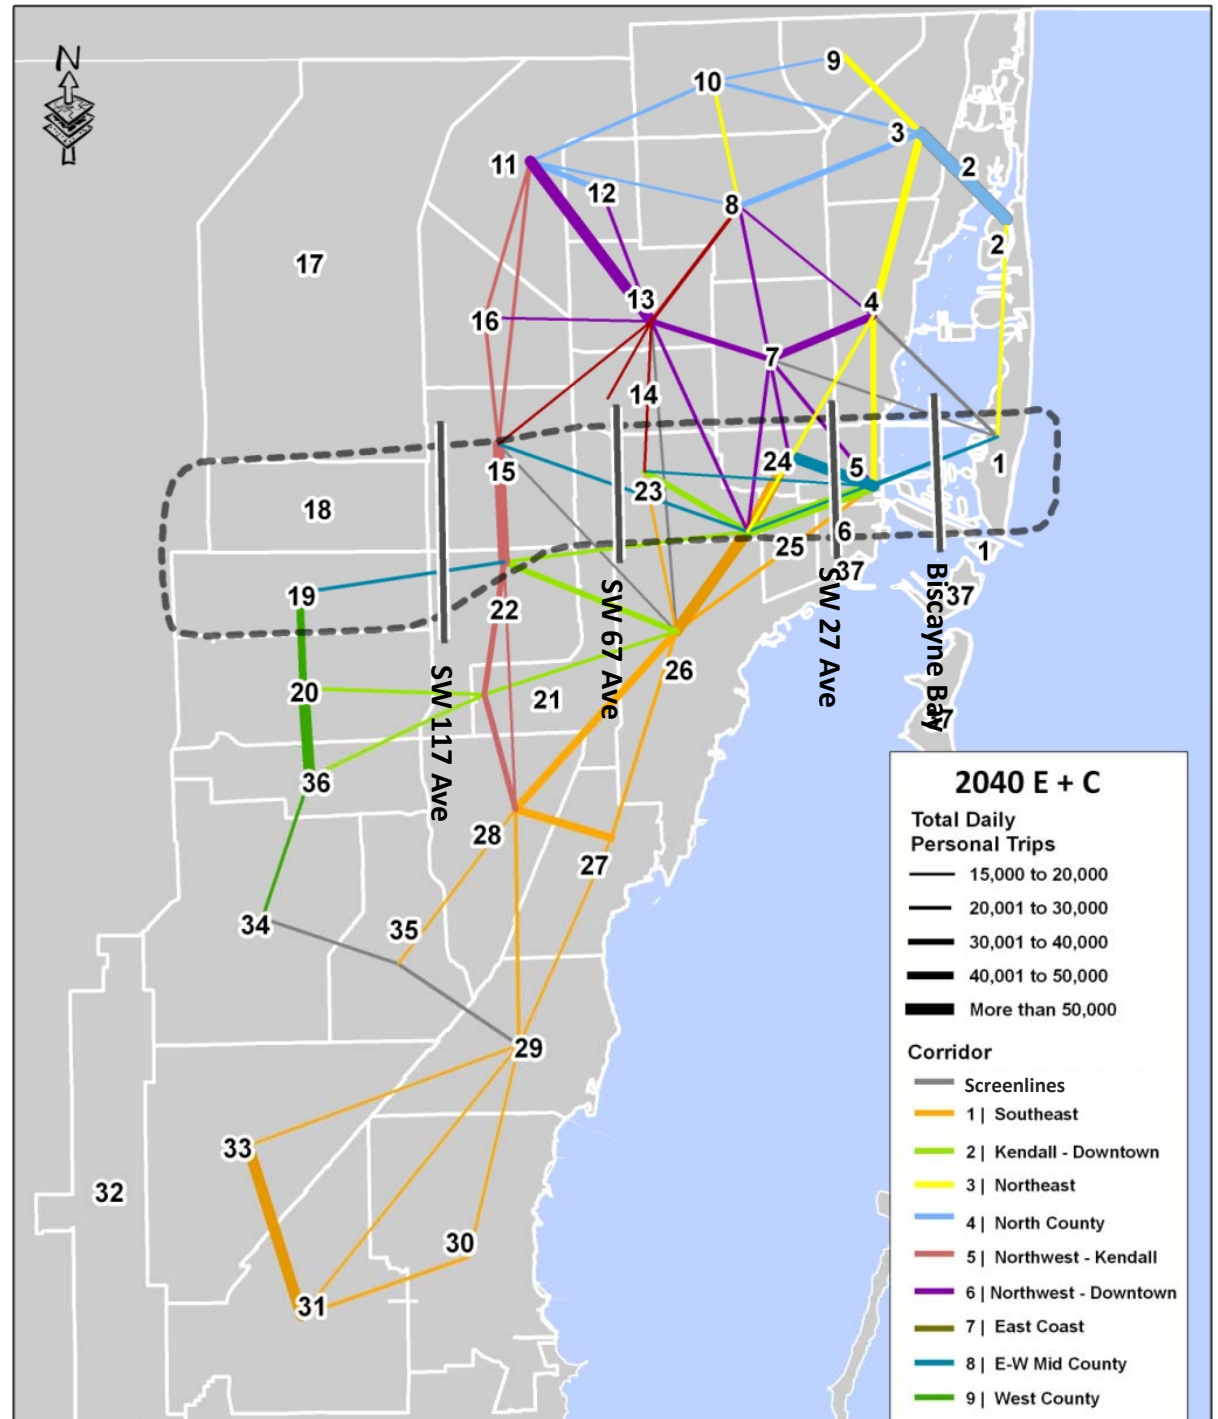 N
9
10
3
2
11
12
8
2
17
13
4
16
7
14
15
24
5
1
23
18
6
25
1
37
37
19
22
26
20
21
37
36
28
27
34
35
29
33
32
30
31
SW 117 Ave
SW 67 Ave
SW 27 Ave
Biscayne Bay
2040 E + C
Total Daily
Personal Trips
15,000 to 20,000
20,001 to 30,000
30,001 to 40,000
40,001 to 50,000
More than 50,000
Corridor
Screenlines
1 | Southeast
2 | Kendall - Downtown
3 | Northeast
4 | North County
5 | Northwest - Kendall
6 | Northwest - Downtown
7 | East Coast
8 | E-W Mid County
9 | West County